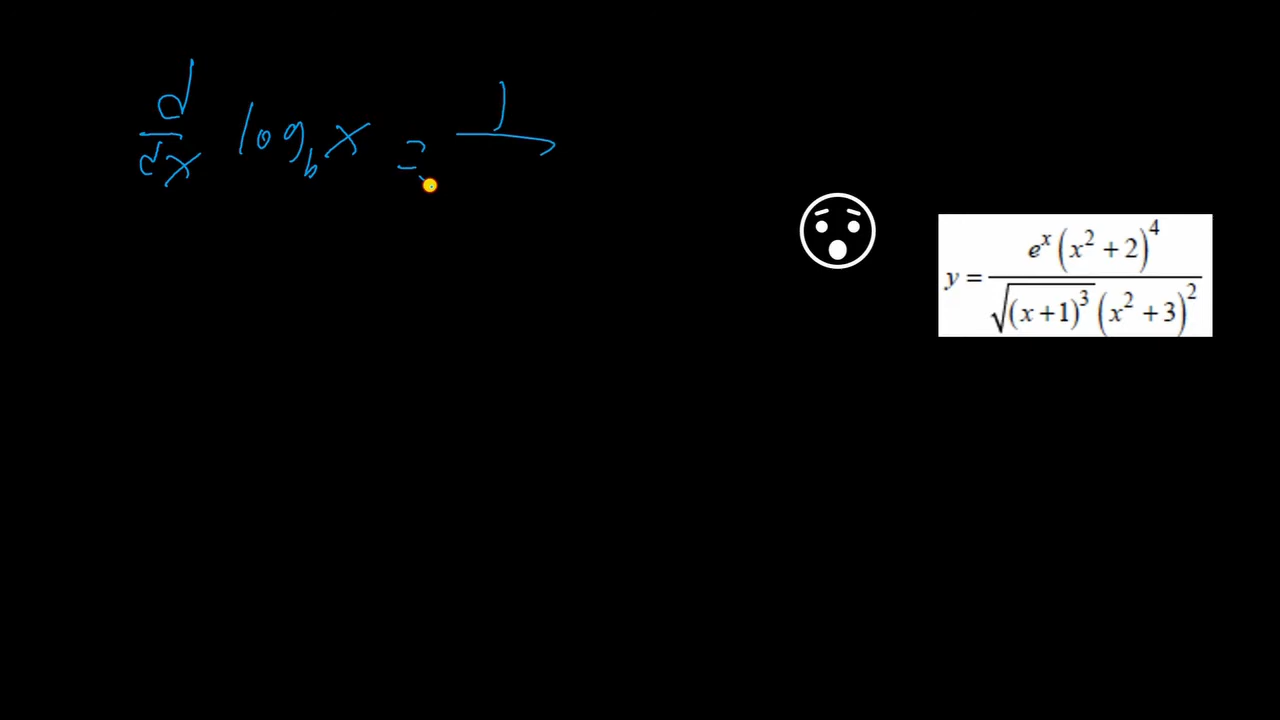 d/dx log_b x = 1/
y = e^x (x^2 + 2)^4 / √((x+1)^3) (x^2 + 3)^2